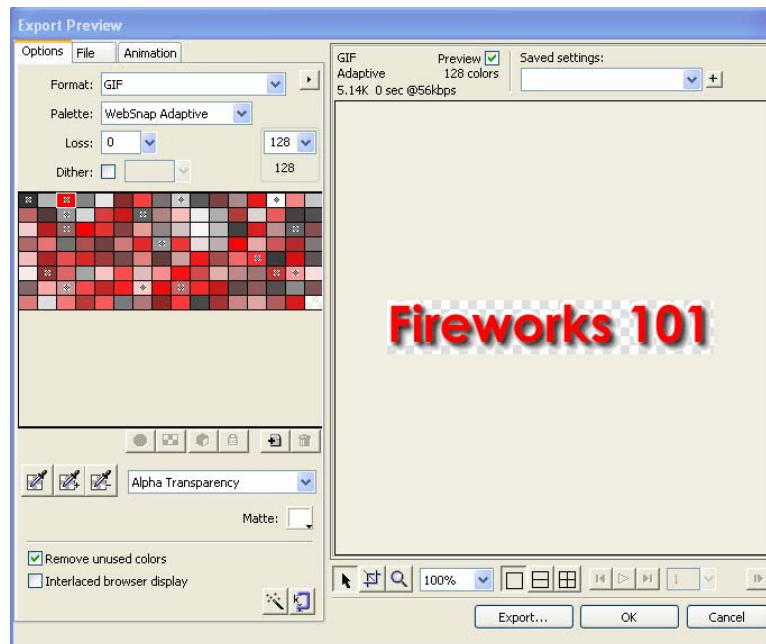 Export Preview
Options File Animation
Format: GIF
Palette: WebSnap Adaptive
Loss: 0 128
Dither: 128
Alpha Transparency
Matte:
Remove unused colors
Interlaced browser display
GIF Preview
Adaptive 128 colors
5.14K 0 sec @56kbps
Saved settings:
Fireworks 101
100% 1
Export... OK Cancel